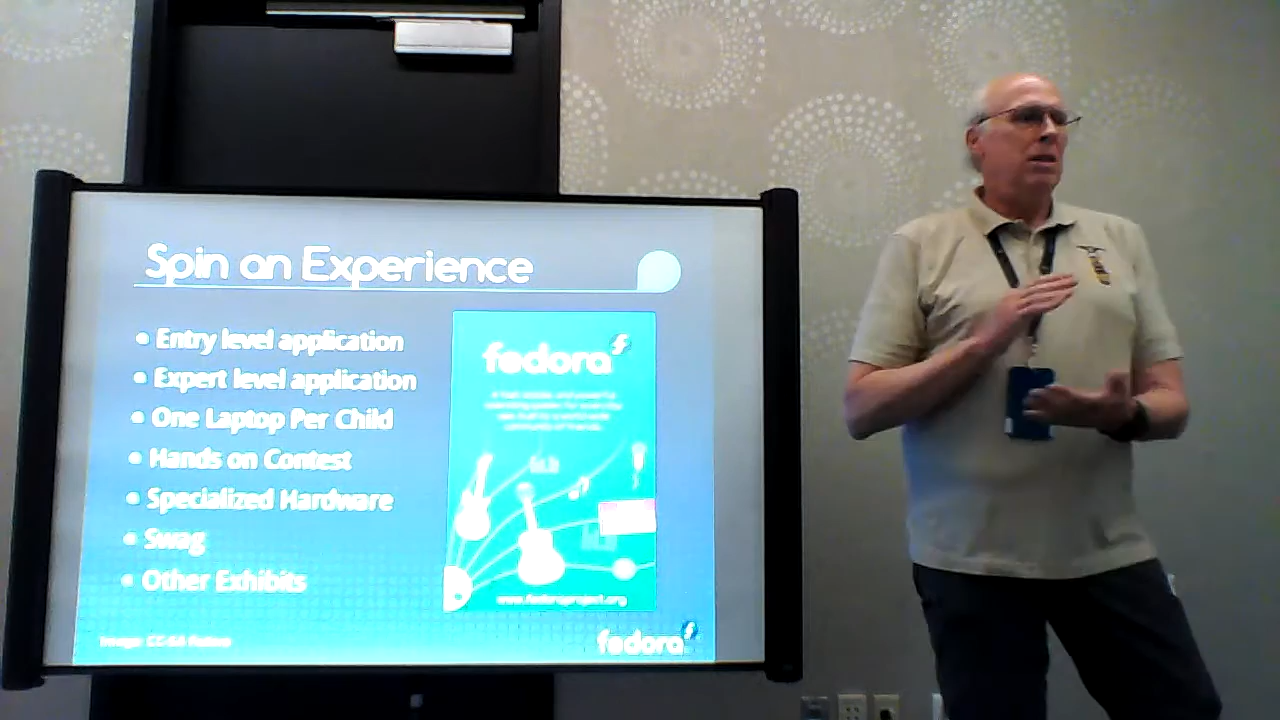 Spin an Experience
• Entry level application
• Expert level application
• One Laptop Per Child
• Hands on Contest
• Specialized Hardware
• Swag
• Other Exhibits
fedora
www.fedoraproject.org
fedora